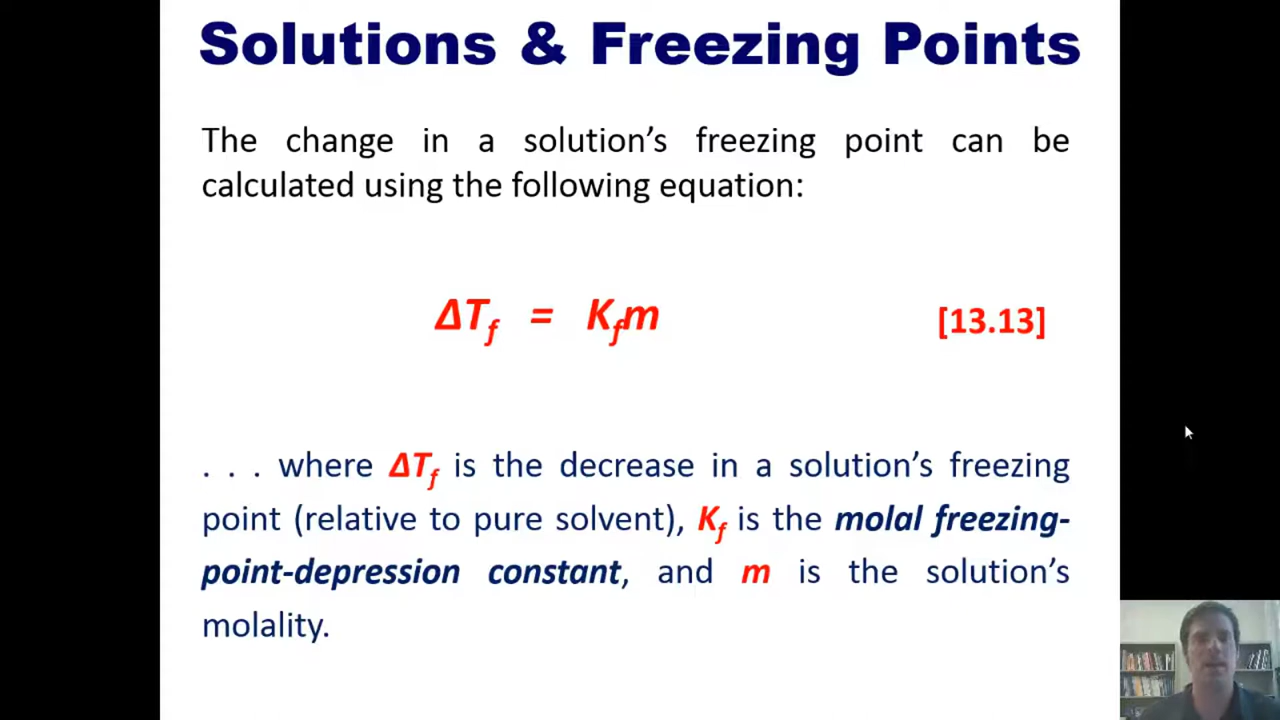 Solutions & Freezing Points
The change in a solution’s freezing point can be
calculated using the following equation:
ΔTf = Kfm [13.13]
. . . where ΔTf is the decrease in a solution’s freezing
point (relative to pure solvent), Kf is the molal freezing-
point-depression constant, and m is the solution’s
molality.